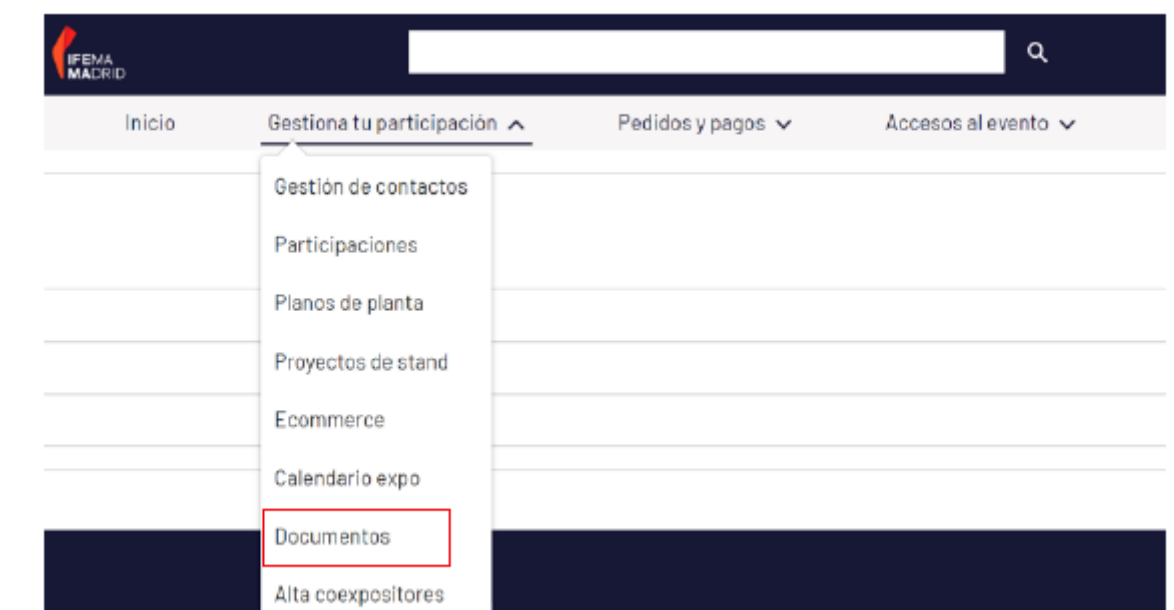 IFEMA
MADRID
Inicio Gestiona tu participación Pedidos y pagos Accesos al evento
Gestión de contactos
Participaciones
Planos de planta
Proyectos de stand
Ecommerce
Calendario expo
Documentos
Alta coexpositores